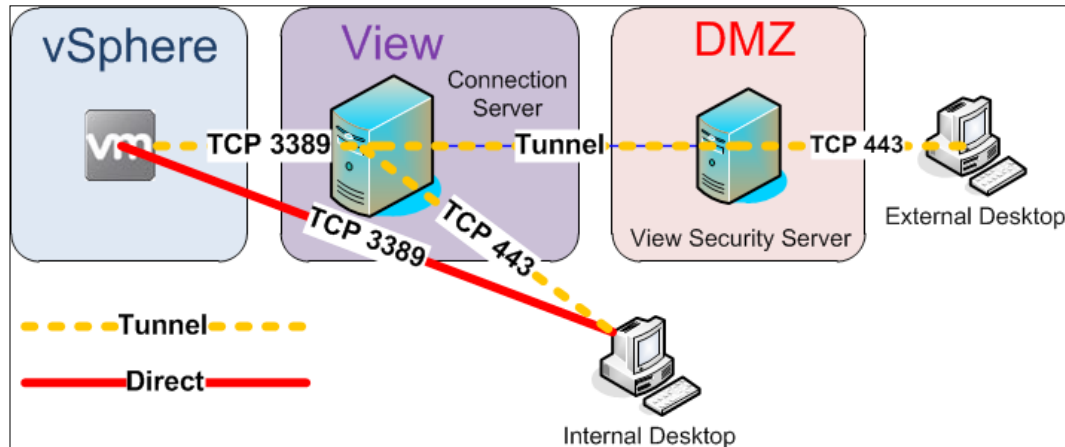 vSphere
View
DMZ
Connection
Server
vm
TCP 3389
Tunnel
TCP 443
External Desktop
View Security Server
TCP 3389
TCP 443
Tunnel
Direct
Internal Desktop